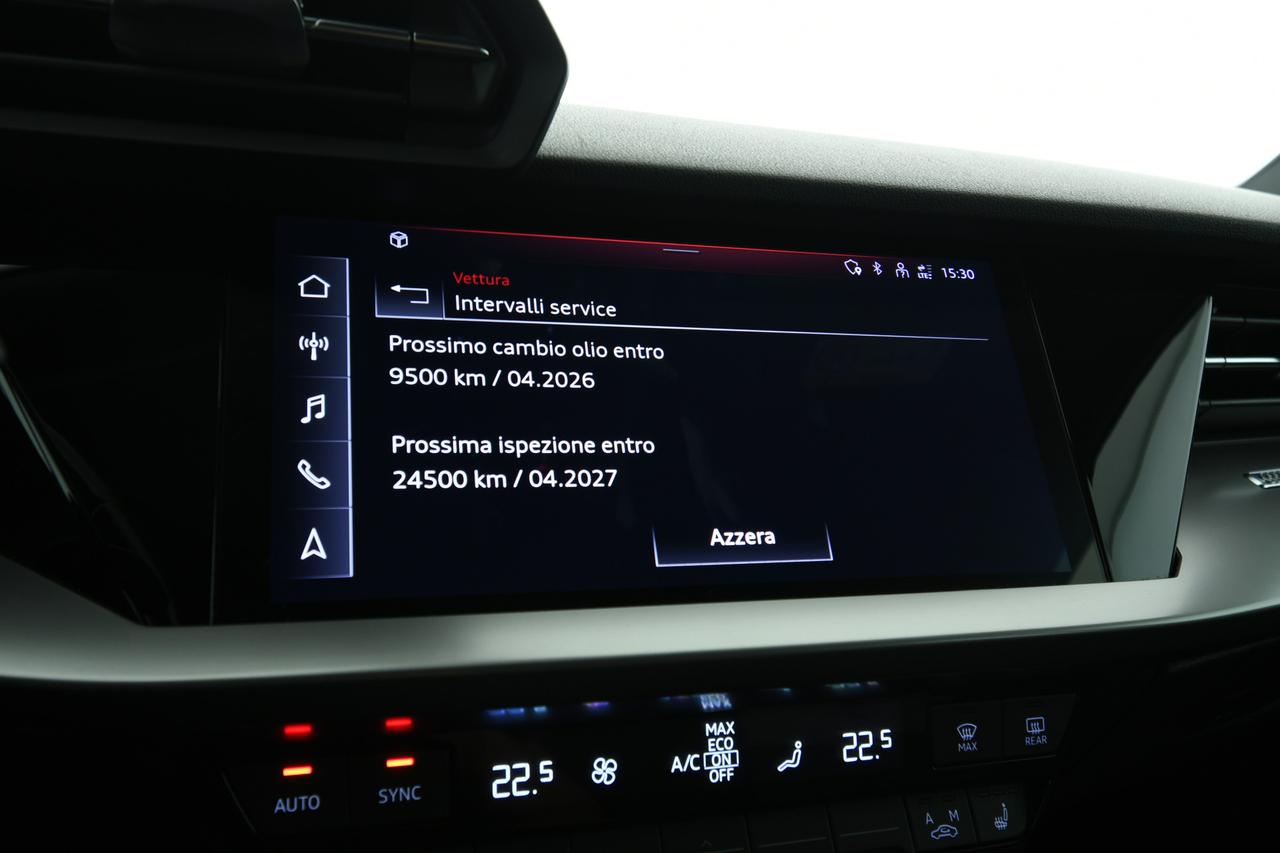 15:30
Vettura
Intervalli service
Prossimo cambio olio entro
9500 km / 04.2026
Prossima ispezione entro
24500 km / 04.2027
Azzera
MAX
ECO
A/C ON
OFF
22.5
22.5
AUTO
SYNC
MAX
REAR
A M